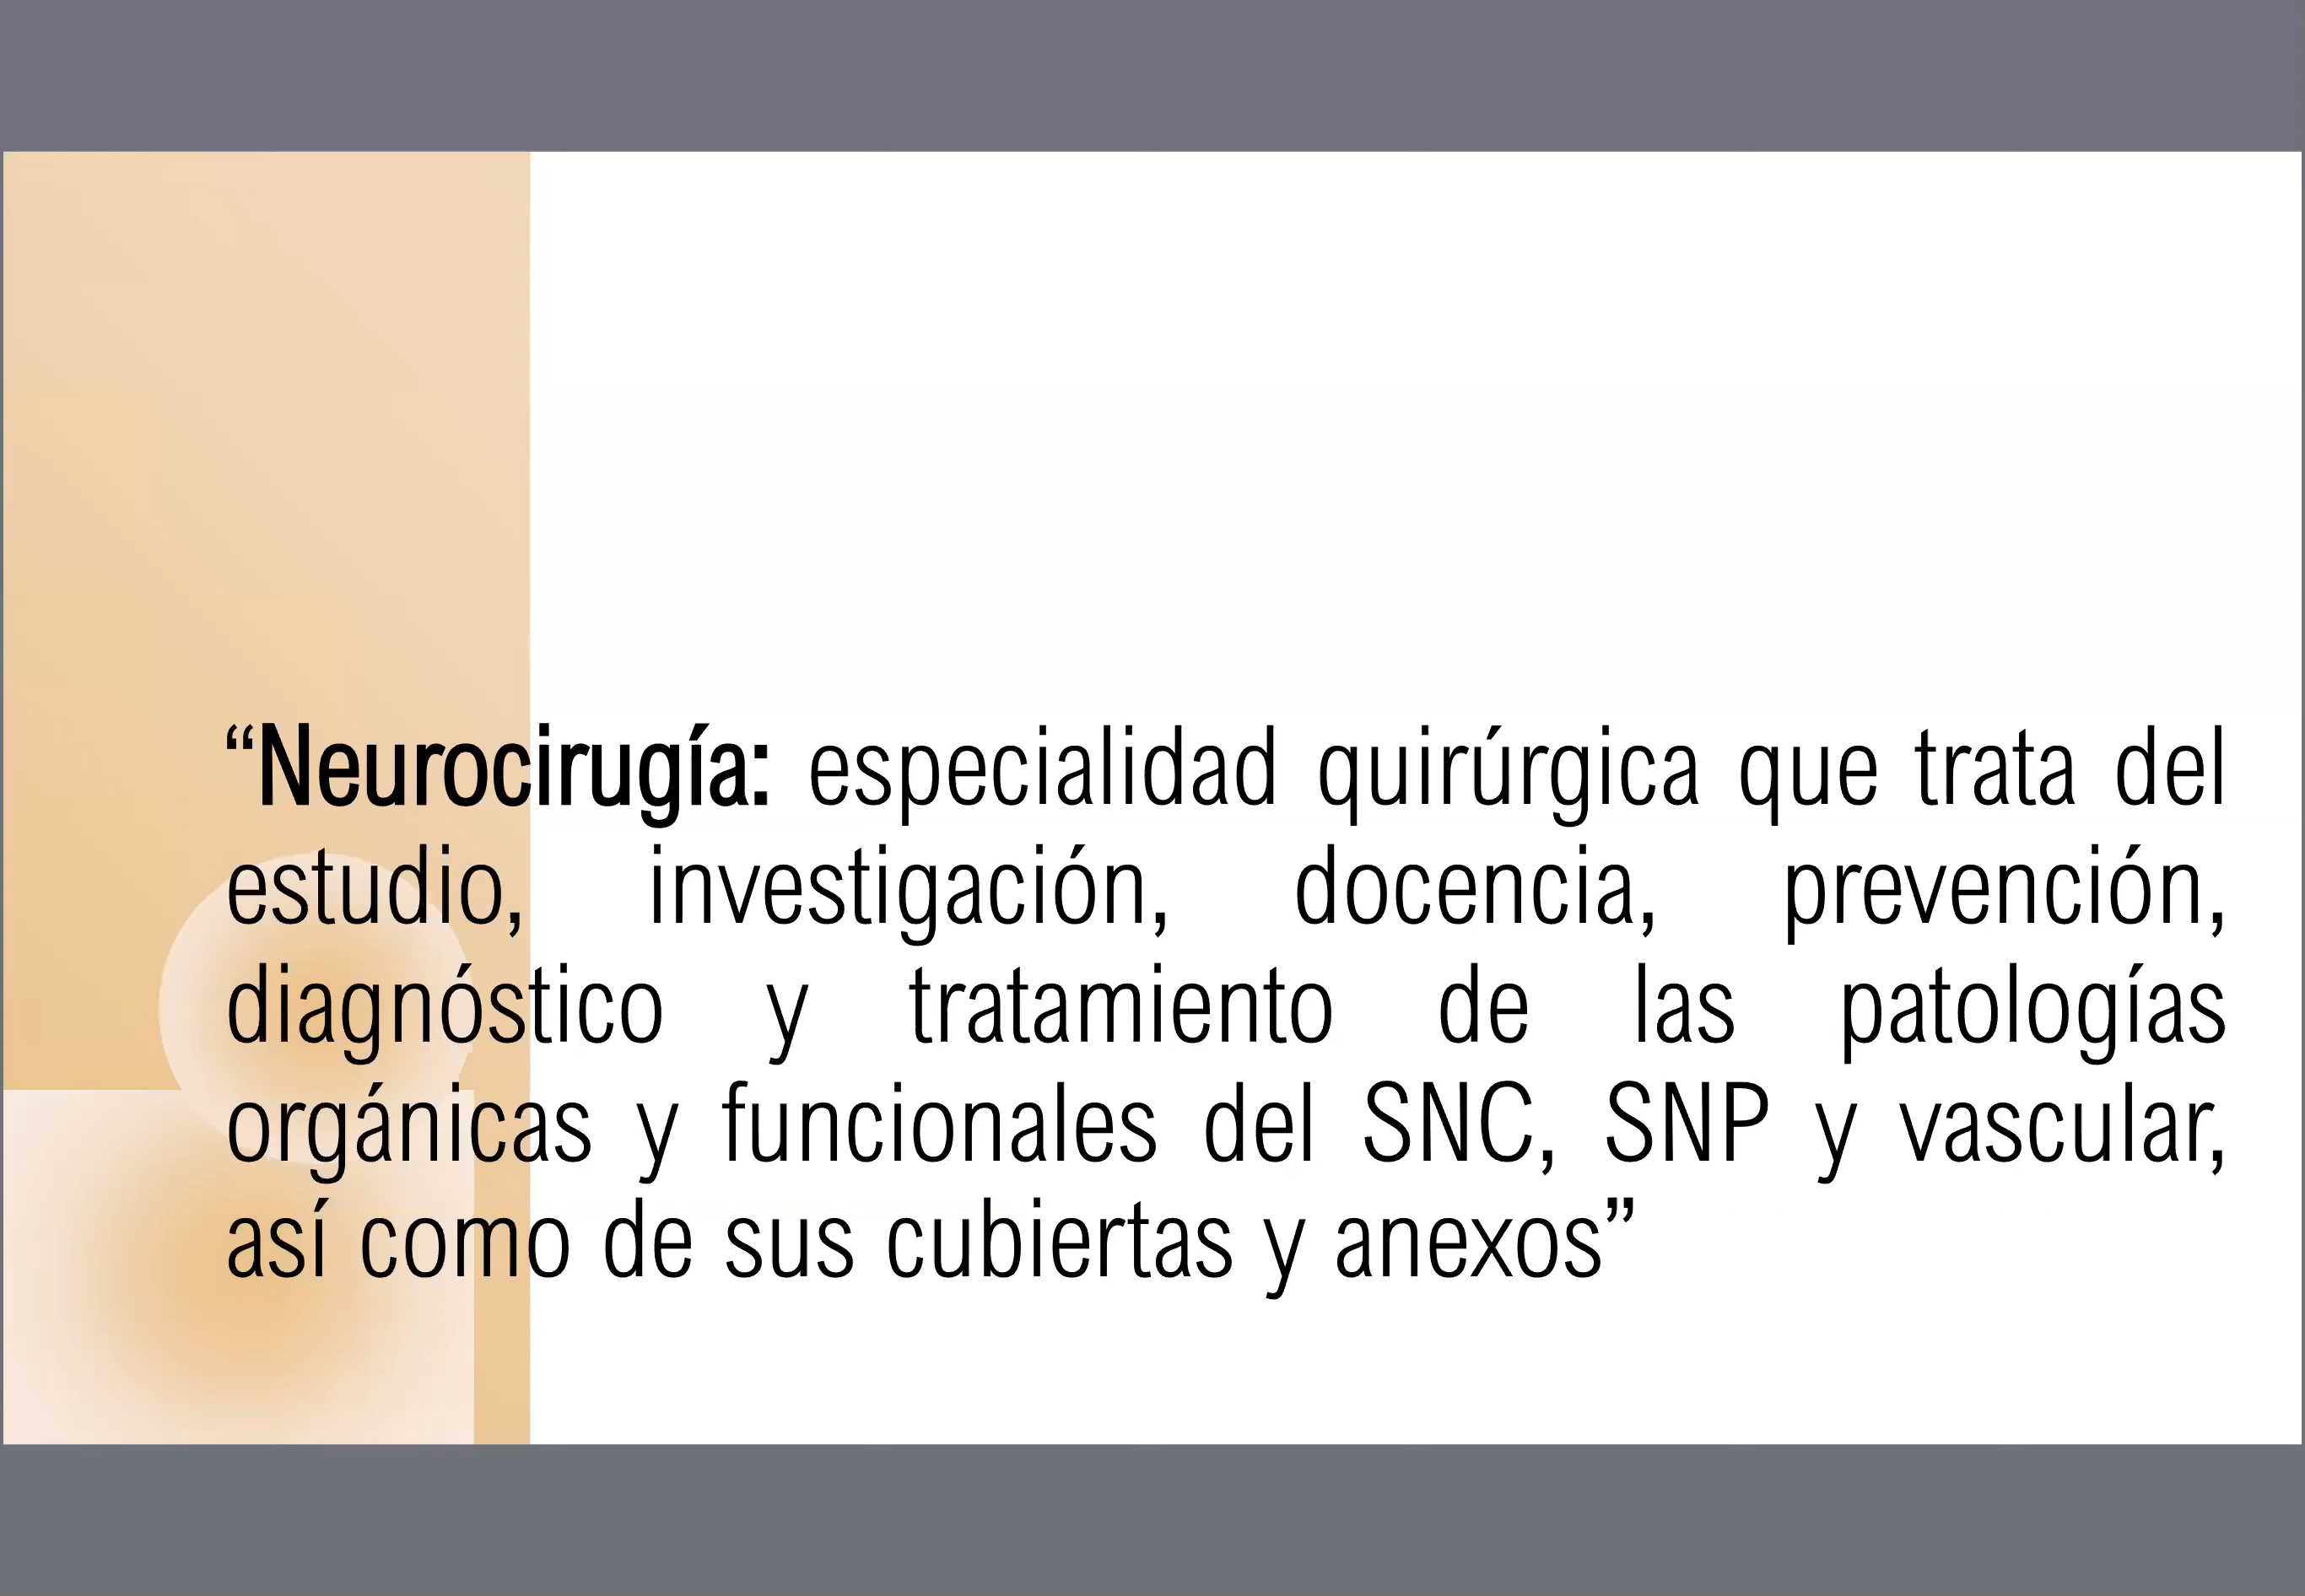 “Neurocirugía: especialidad quirúrgica que trata del
estudio, investigación, docencia, prevención,
diagnóstico y tratamiento de las patologías
orgánicas y funcionales del SNC, SNP y vascular,
así como de sus cubiertas y anexos”